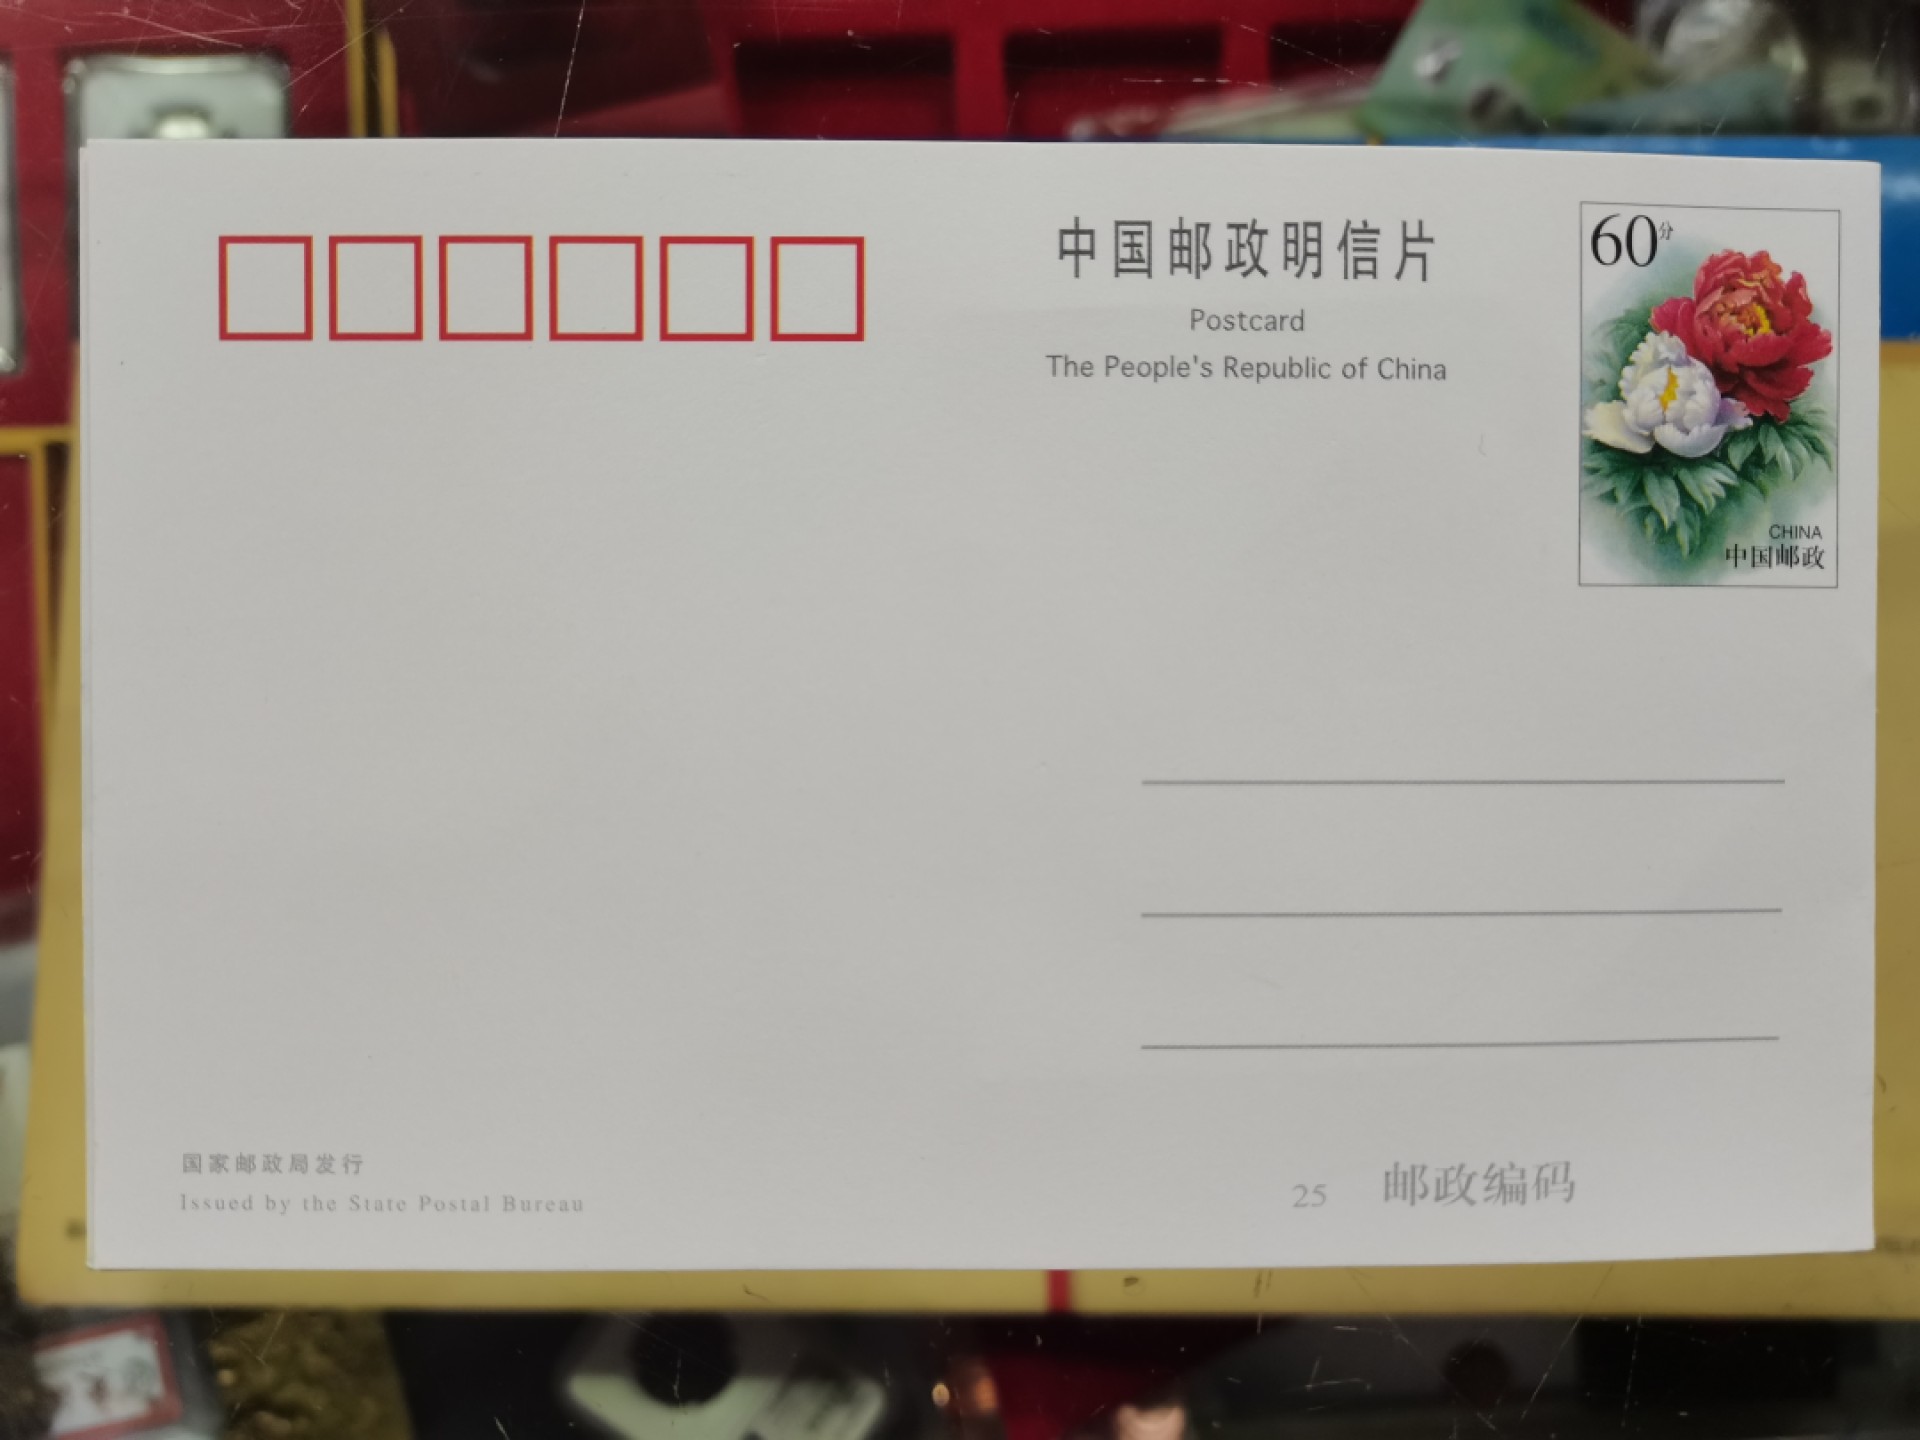 中国邮政明信片
Postcard
The People's Republic of China
60分
CHINA
中国邮政
国家邮政局发行
Issued by the State Postal Bureau
25 邮政编码